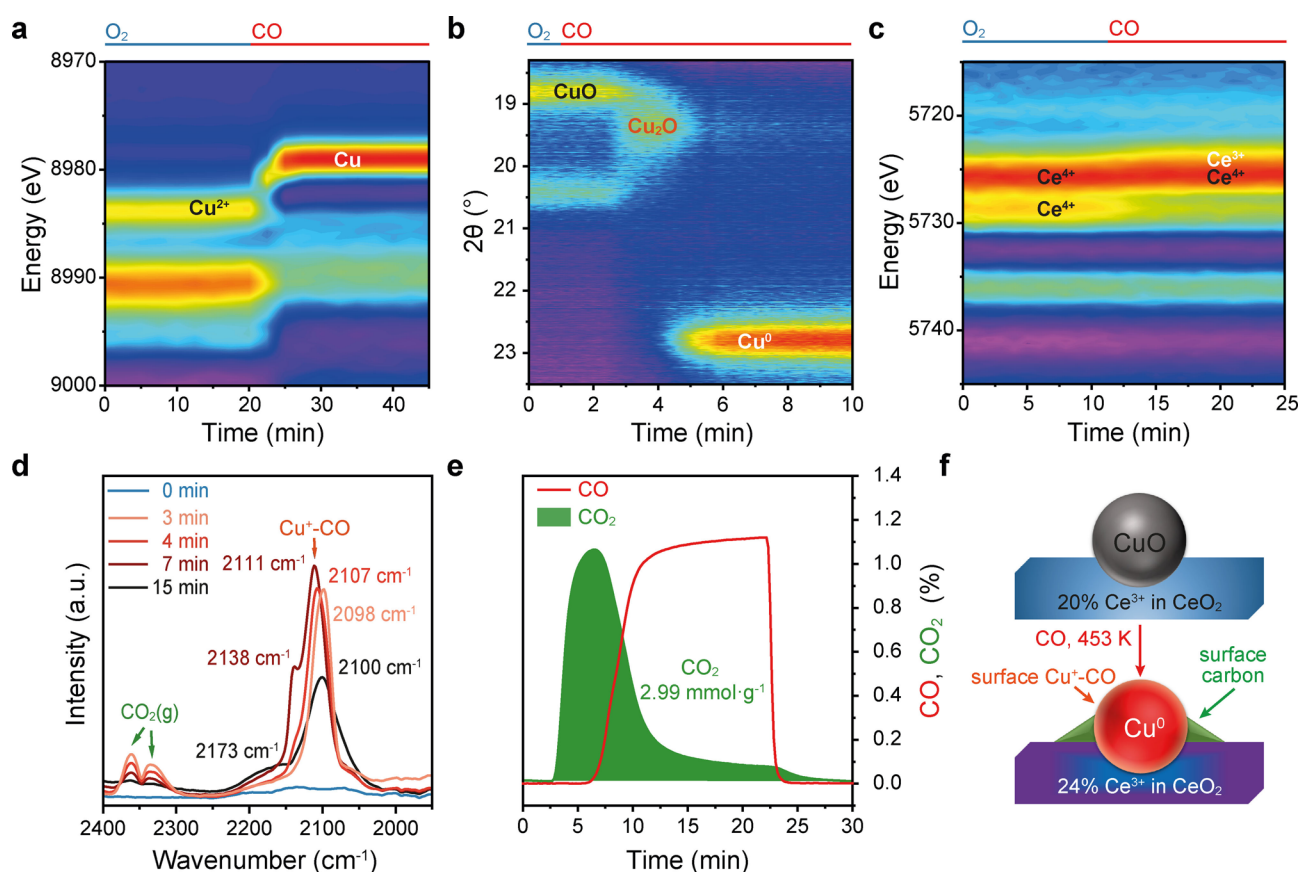 a
O₂ CO
8970
8980
8990
9000
Energy (eV)
Cu²⁺
Cu
0 10 20 30 40
Time (min)
b
O₂ CO
19
20
21
22
23
2θ (°)
CuO
Cu₂O
Cu⁰
0 2 4 6 8 10
Time (min)
c
O₂ CO
5720
5730
5740
Energy (eV)
Ce³⁺
Ce⁴⁺ Ce⁴⁺
Ce⁴⁺
0 5 10 15 20 25
Time (min)
d
0 min
3 min
4 min
7 min
15 min
Cu⁺-CO
2111 cm⁻¹
2107 cm⁻¹
2098 cm⁻¹
2138 cm⁻¹
2100 cm⁻¹
CO₂(g)
2173 cm⁻¹
Intensity (a.u.)
2400 2300 2200 2100 2000
Wavenumber (cm⁻¹)
e
CO
CO₂
CO₂
2.99 mmol·g⁻¹
1.4
1.2
1.0
0.8
0.6
0.4
0.2
0.0
CO, CO₂ (%)
0 5 10 15 20 25 30
Time (min)
f
CuO
20% Ce³⁺ in CeO₂
CO, 453 K
surface Cu⁺-CO
surface
carbon
Cu⁰
24% Ce³⁺ in CeO₂